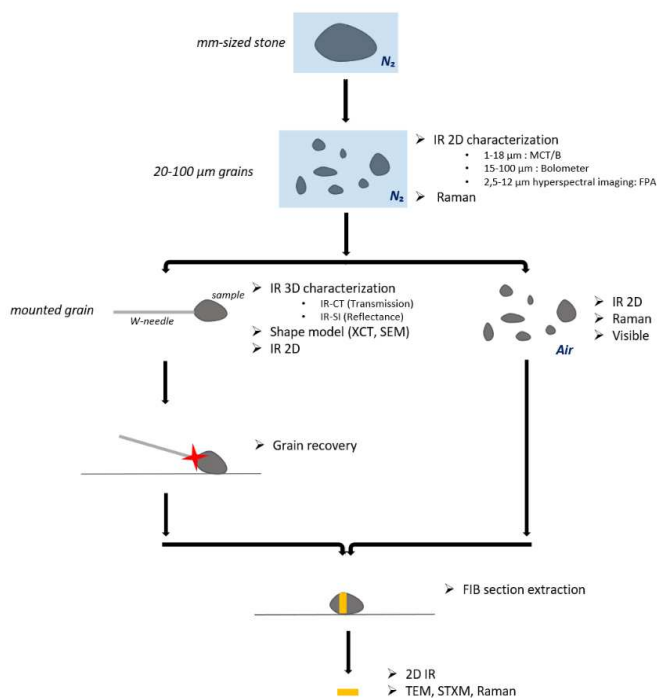 mm-sized stone
N₂
➢ IR 2D characterization
• 1-18 µm : MCT/B
• 15-100 µm : Bolometer
• 2,5-12 µm hyperspectral imaging: FPA
➢ Raman
20-100 µm grains
N₂
mounted grain
W-needle
sample
➢ IR 3D characterization
• IR-CT (Transmission)
• IR-SI (Reflectance)
➢ Shape model (XCT, SEM)
➢ IR 2D
➢ IR 2D
➢ Raman
➢ Visible
Air
➢ Grain recovery
➢ FIB section extraction
➢ 2D IR
➢ TEM, STXM, Raman